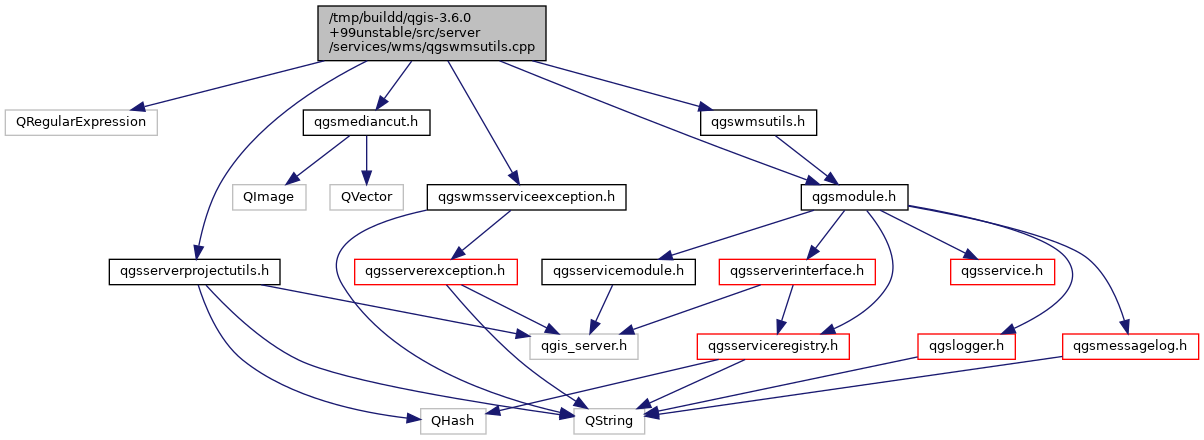 /tmp/buildd/qgis-3.6.0
+99unstable/src/server
/services/wms/qgswmsutils.cpp
QRegularExpression
qgsmediancut.h
qgswmsutils.h
QImage
QVector
qgswmsserviceexception.h
qgsmodule.h
qgsserverprojectutils.h
qgsserverexception.h
qgsservicemodule.h
qgsserverinterface.h
qgsservice.h
qgis_server.h
qgsserviceregistry.h
qgslogger.h
qgsmessagelog.h
QHash
QString